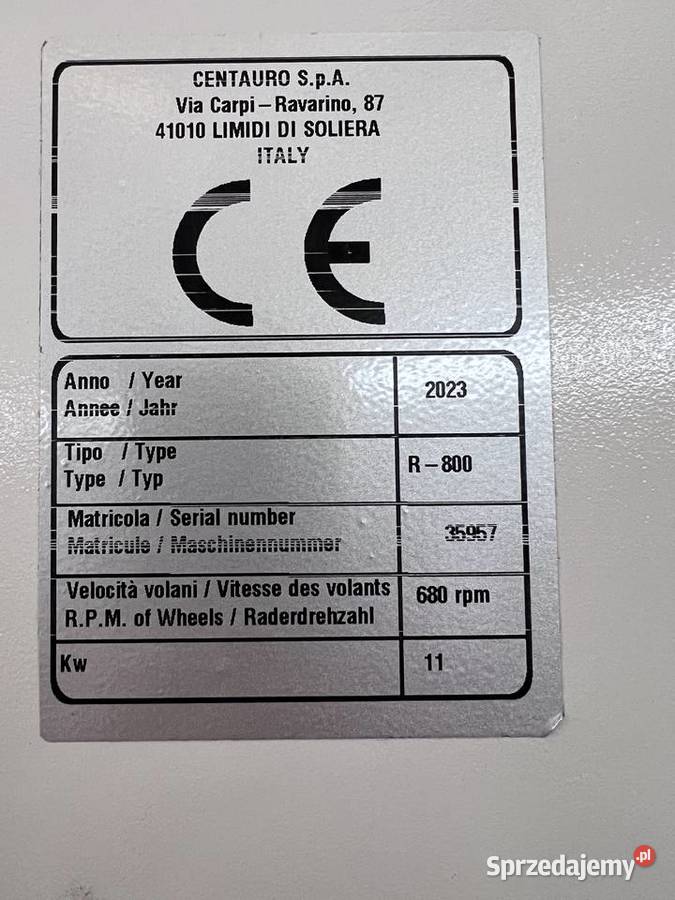 CENTAURO S.p.A.
Via Carpi – Ravarino, 87
41010 LIMIDI DI SOLIERA
ITALY
CE
Anno / Year
Annee / Jahr
2023
Tipo / Type
Type / Typ
R – 800
Matricola / Serial number
Matricule / Maschinennummer
35957
Velocità volani / Vitesse des volants
R.P.M. of Wheels / Raderdrehzahl
680 rpm
Kw
11
Sprzedajemy.pl